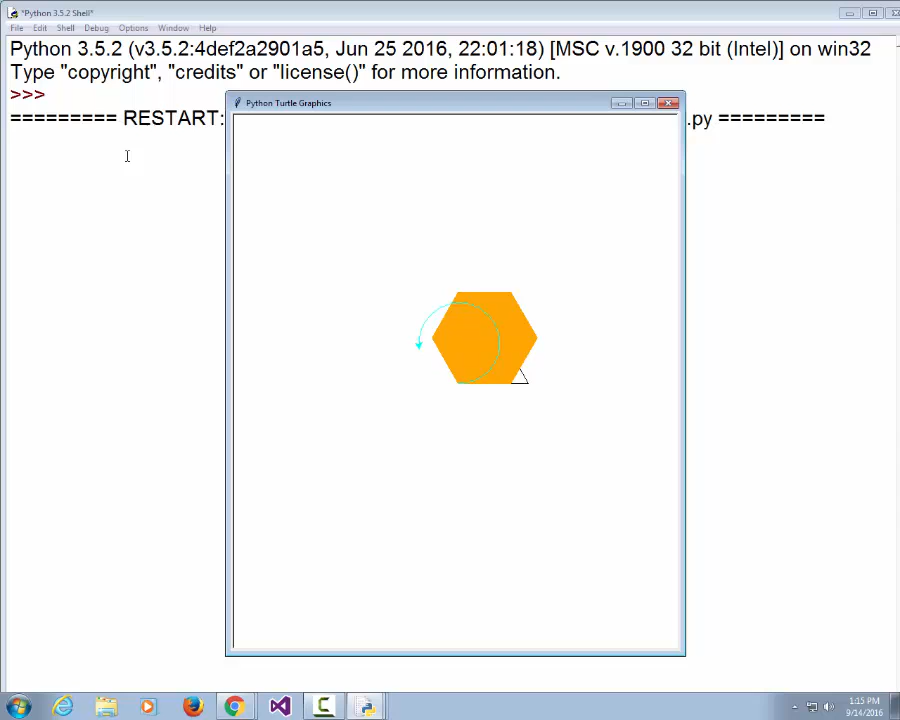 *Python 3.5.2 Shell*
File Edit Shell Debug Options Window Help
Python 3.5.2 (v3.5.2:4def2a2901a5, Jun 25 2016, 22:01:18) [MSC v.1900 32 bit (Intel)] on win32
Type "copyright", "credits" or "license()" for more information.
>>>
Python Turtle Graphics
========= RESTART: .py =========
1:15 PM
9/14/2016